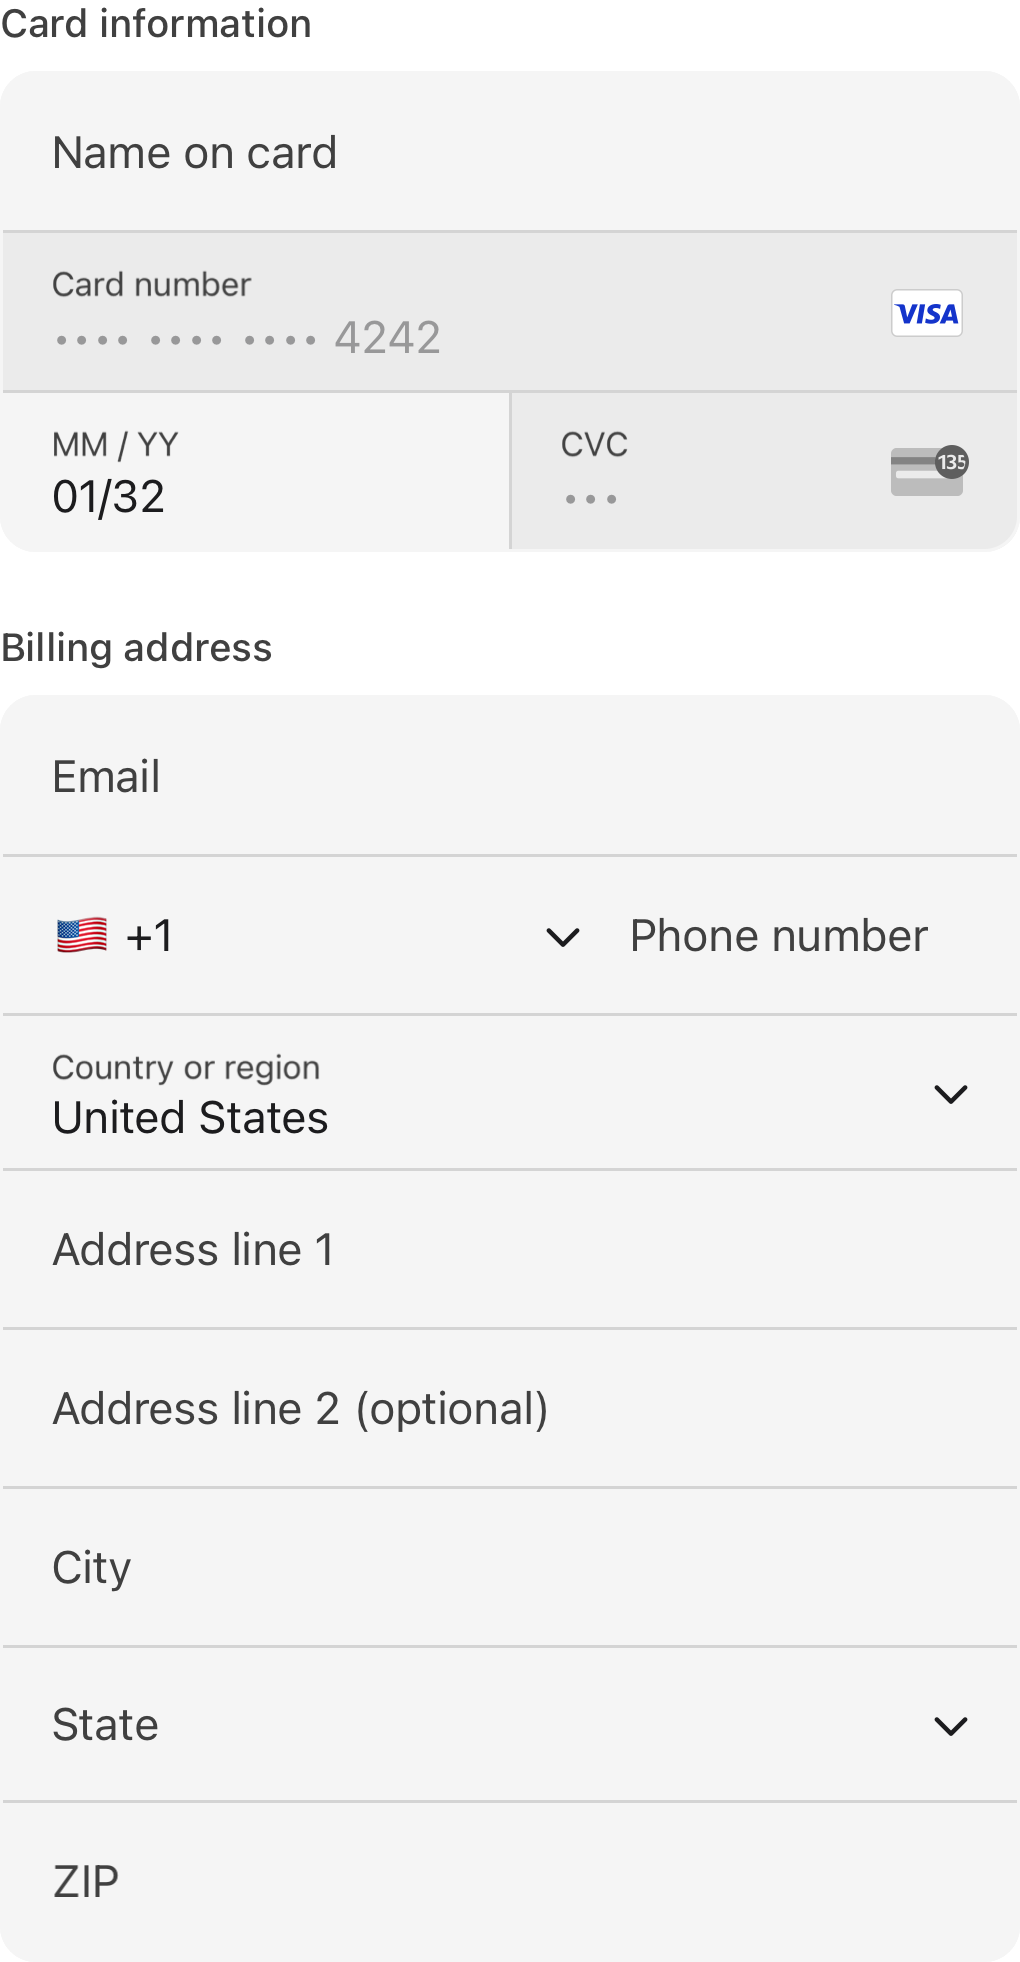 Card information
Name on card
Card number
•••• •••• •••• 4242
VISA
MM / YY
01/32
CVC
•••
135
Billing address
Email
🇺🇸 +1
Phone number
Country or region
United States
Address line 1
Address line 2 (optional)
City
State
ZIP